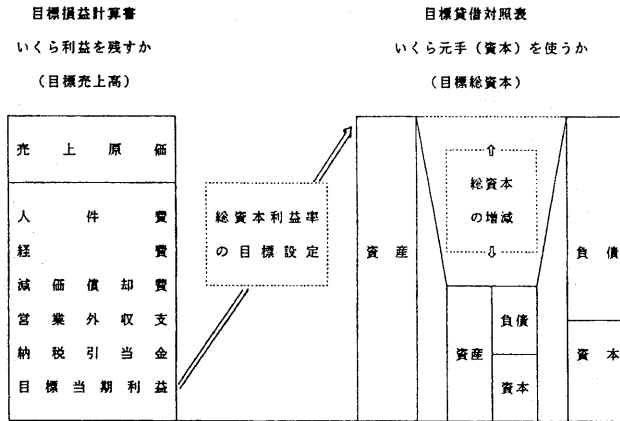 目標損益計算書
いくら利益を残すか
（目標売上高）
売上原価
人件費
経費
減価償却費
営業外収支
納税引当金
目標当期利益
総資本利益率
の目標設定
目標貸借対照表
いくら元手（資本）を使うか
（目標総資本）
資産
⇧
総資本
の増減
⇩
負債
資本
資産
負債
資本